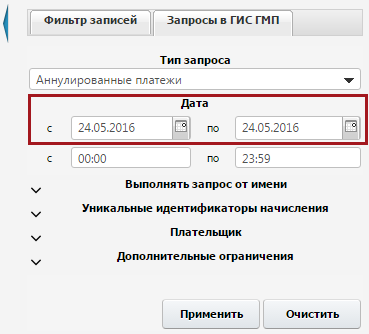 Фильтр записей Запросы в ГИС ГМП
Тип запроса
Аннулированные платежи
Дата
с 24.05.2016 по 24.05.2016
с 00:00 по 23:59
Выполнять запрос от имени
Уникальные идентификаторы начисления
Плательщик
Дополнительные ограничения
Применить Очистить